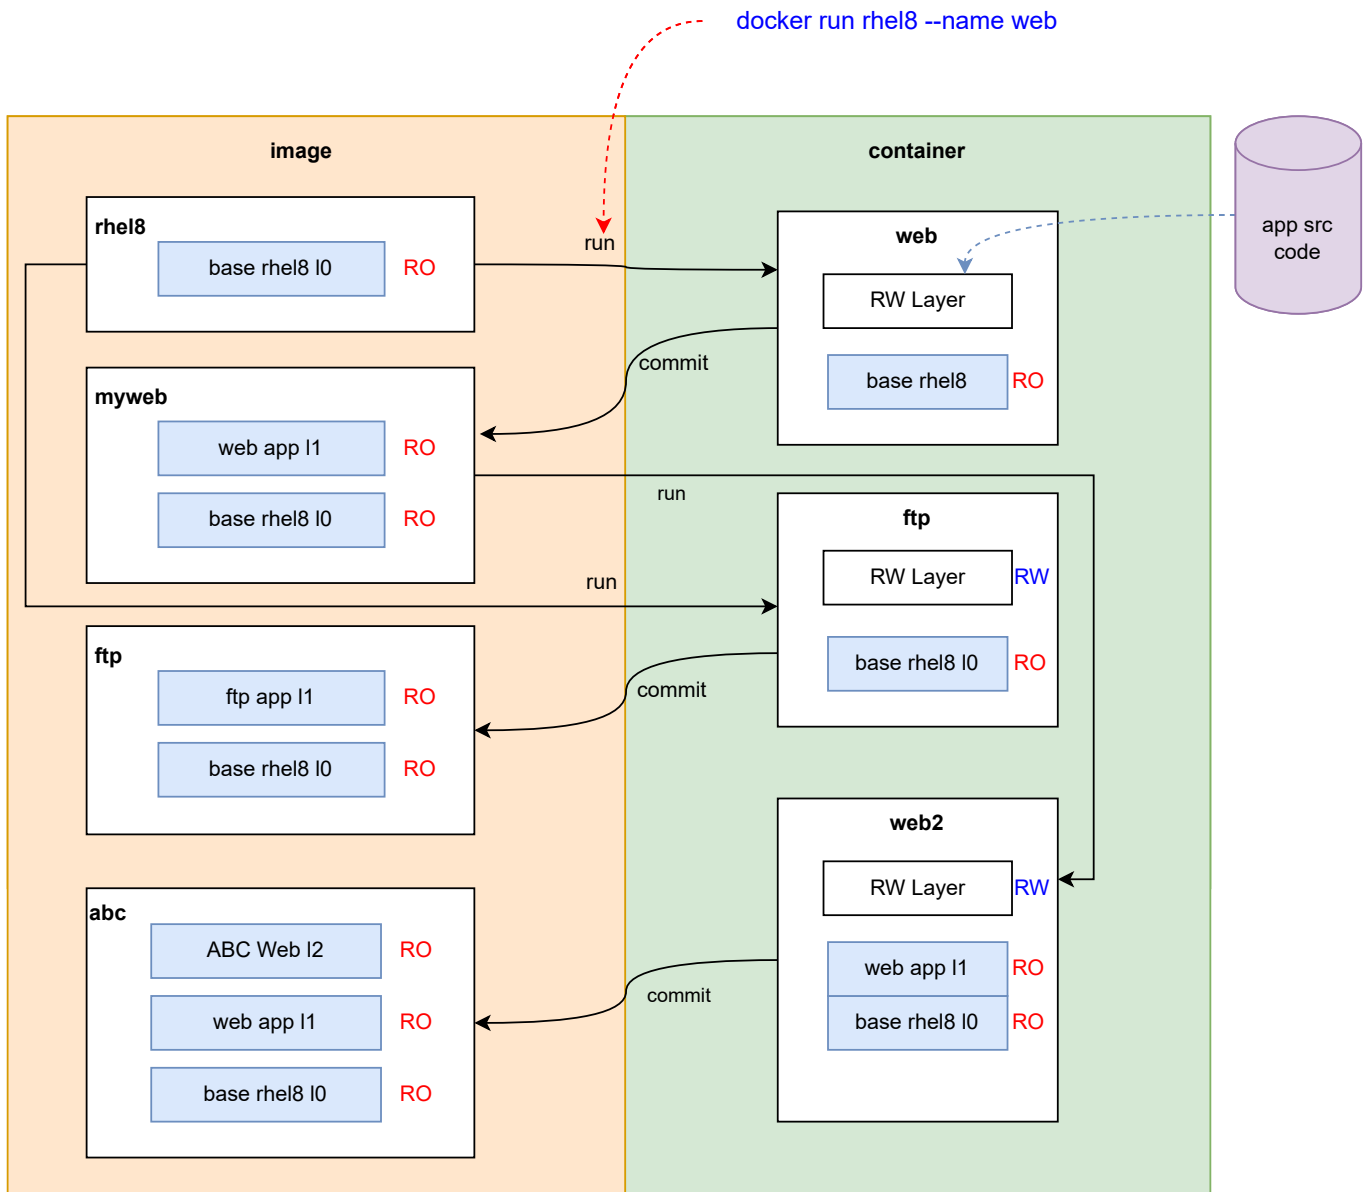 docker run rhel8 --name web
image
container
rhel8
base rhel8 l0
RO
run
web
RW Layer
base rhel8
RO
app src
code
commit
myweb
web app l1
RO
base rhel8 l0
RO
run
ftp
RW Layer
RW
base rhel8 l0
RO
run
ftp
ftp app l1
RO
base rhel8 l0
RO
commit
web2
RW Layer
RW
web app l1
RO
base rhel8 l0
RO
abc
ABC Web l2
RO
web app l1
RO
base rhel8 l0
RO
commit